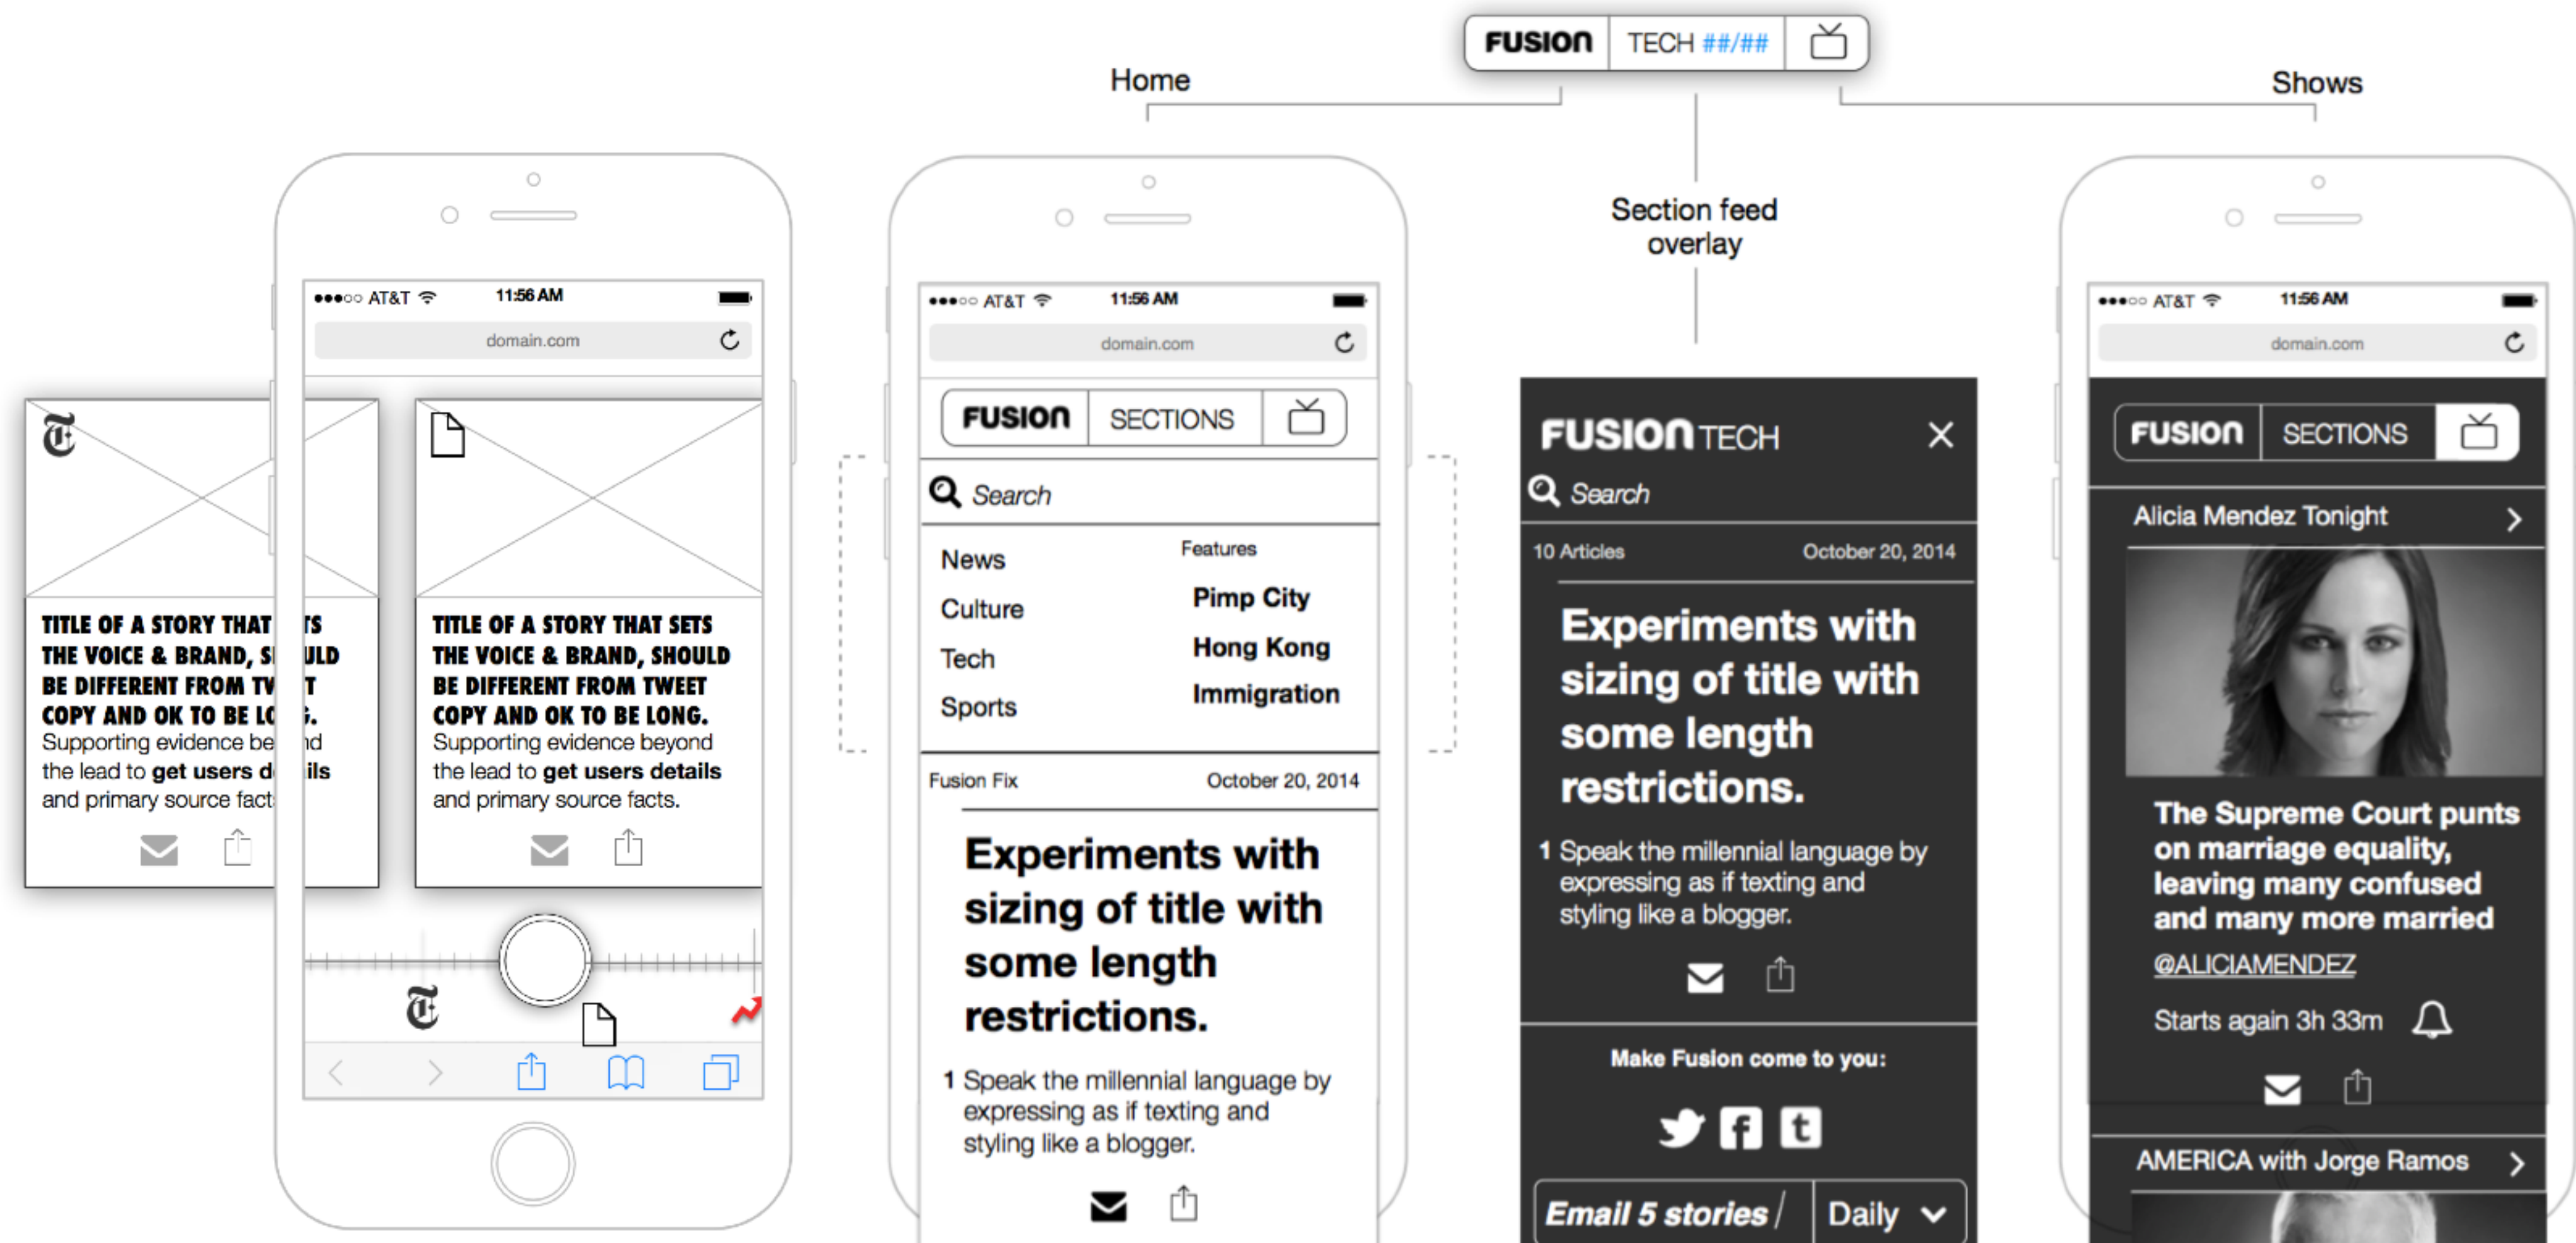 FUSION TECH ##/##
Home
Shows
Section feed
overlay
TITLE OF A STORY THAT
THE VOICE & BRAND,
BE DIFFERENT FROM
COPY AND OK TO BE
Supporting evidence
the lead to get users
and primary source
AT&T 11:56 AM
domain.com
TITLE OF A STORY THAT SETS
THE VOICE & BRAND, SHOULD
BE DIFFERENT FROM TWEET
COPY AND OK TO BE LONG.
Supporting evidence beyond
the lead to get users details
and primary source facts.
AT&T 11:56 AM
domain.com
FUSION SECTIONS
Search
News
Culture
Tech
Sports
Features
Pimp City
Hong Kong
Immigration
Fusion Fix October 20, 2014
Experiments with
sizing of title with
some length
restrictions.
1 Speak the millennial language by
expressing as if texting and
styling like a blogger.
FUSION TECH
Search
10 Articles October 20, 2014
Experiments with
sizing of title with
some length
restrictions.
1 Speak the millennial language by
expressing as if texting and
styling like a blogger.
Make Fusion come to you:
Email 5 stories / Daily
AT&T 11:56 AM
domain.com
FUSION SECTIONS
Alicia Mendez Tonight
The Supreme Court punts
on marriage equality,
leaving many confused
and many more married
@ALICIAMENDEZ
Starts again 3h 33m
AMERICA with Jorge Ramos